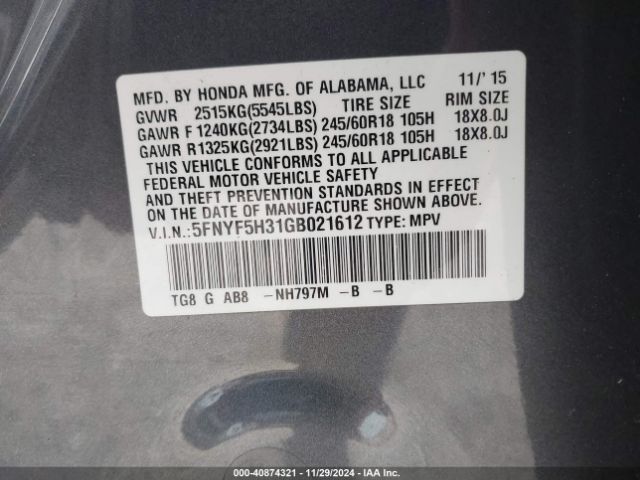 MFD. BY HONDA MFG. OF ALABAMA, LLC 11/'15
GVWR 2515KG(5545LBS) TIRE SIZE RIM SIZE
GAWR F 1240KG(2734LBS) 245/60R18 105H 18X8.0J
GAWR R1325KG(2921LBS) 245/60R18 105H 18X8.0J
THIS VEHICLE CONFORMS TO ALL APPLICABLE
FEDERAL MOTOR VEHICLE SAFETY
AND THEFT PREVENTION STANDARDS IN EFFECT
ON THE DATE OF MANUFACTURE SHOWN ABOVE.
V.I.N.:5FNYF5H31GB021612 TYPE: MPV
TG8 G AB8 -NH797M -B -B
000-40874321 - 11/29/2024 - IAA Inc.